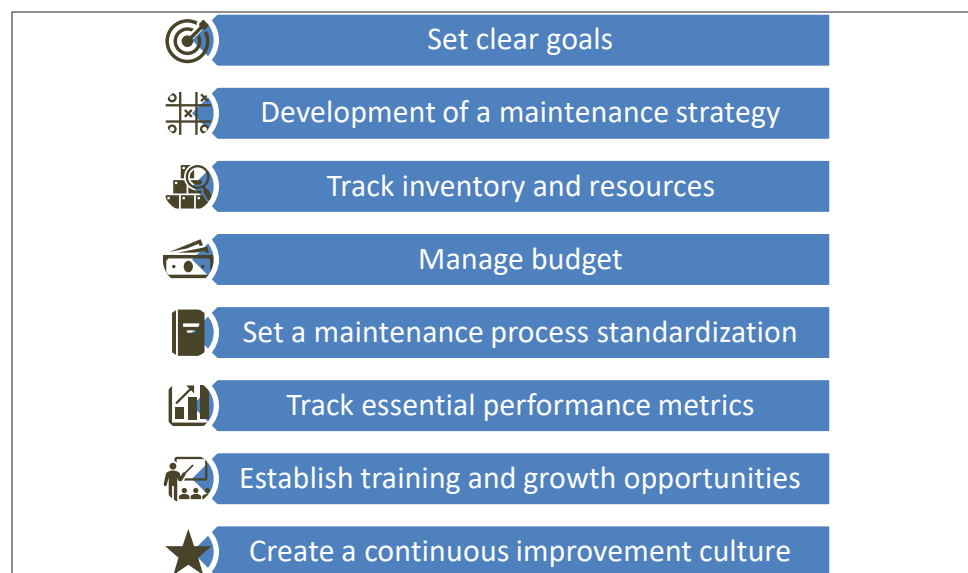 Set clear goals
Development of a maintenance strategy
Track inventory and resources
Manage budget
Set a maintenance process standardization
Track essential performance metrics
Establish training and growth opportunities
Create a continuous improvement culture